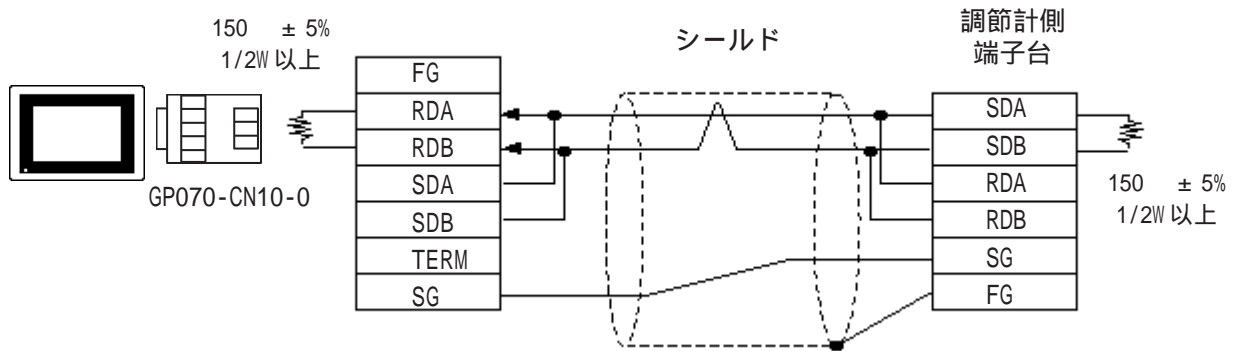 150 ± 5%
1/2W 以上
GP070-CN10-0
FG
RDA
RDB
SDA
SDB
TERM
SG
シールド
調節計側
端子台
SDA
SDB
RDA
RDB
SG
FG
150 ± 5%
1/2W 以上